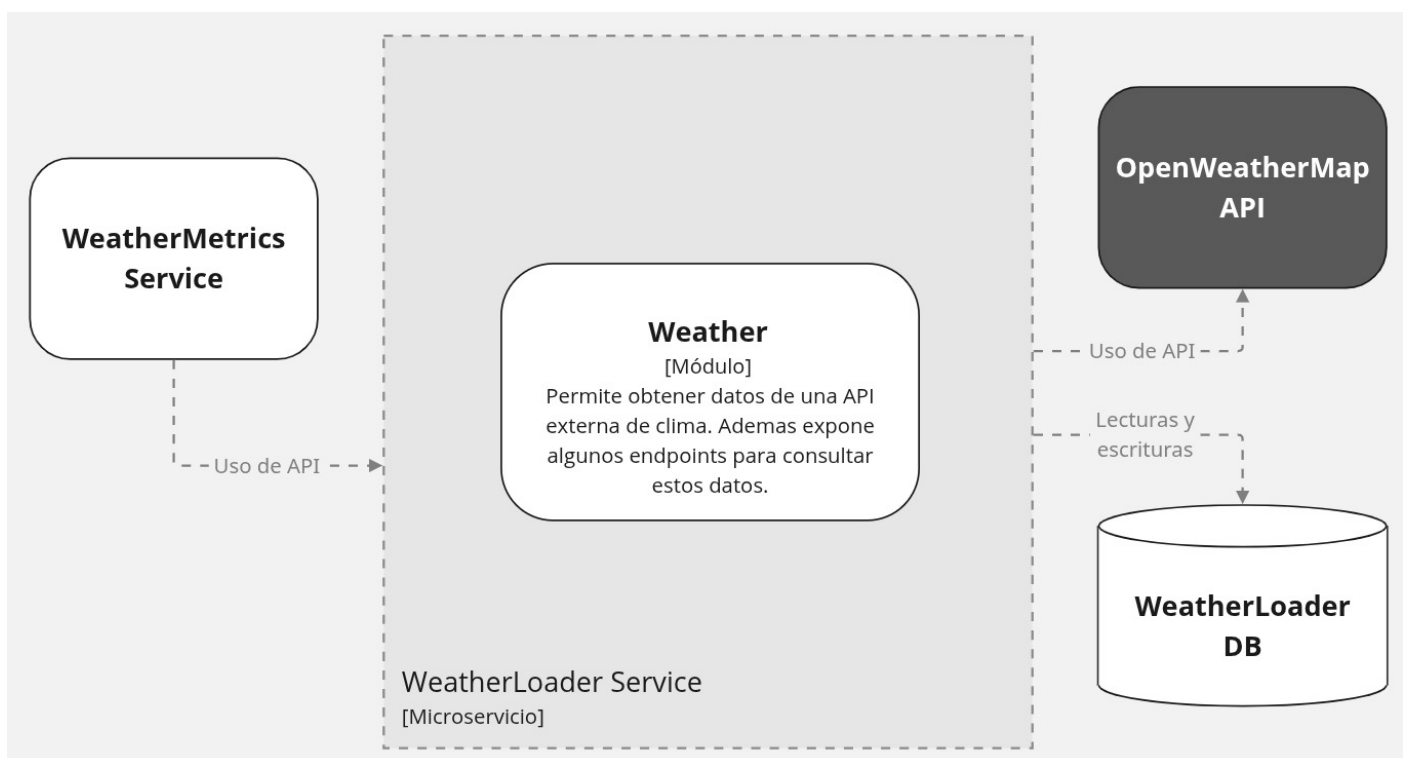 WeatherMetrics
Service
Uso de API
Weather
[Módulo]
Permite obtener datos de una API
externa de clima. Ademas expone
algunos endpoints para consultar
estos datos.
WeatherLoader Service
[Microservicio]
OpenWeatherMap
API
Uso de API
Lecturas y
escrituras
WeatherLoader
DB